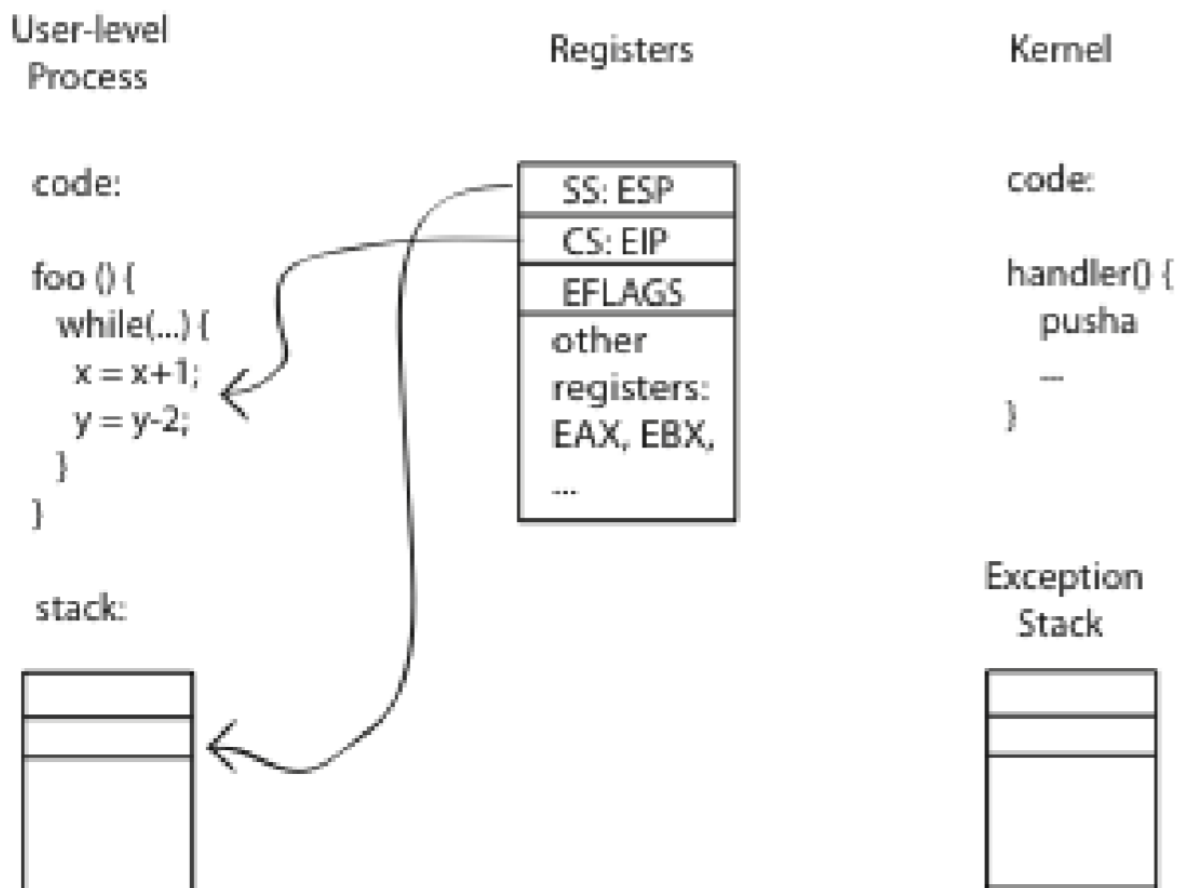 User-level
Process
code:
foo () {
while(...) {
x = x+1;
y = y-2;
}
}
stack:
Registers
SS: ESP
CS: EIP
EFLAGS
other
registers:
EAX, EBX,
...
Kernel
code:
handler() {
pusha
...
}
Exception
Stack